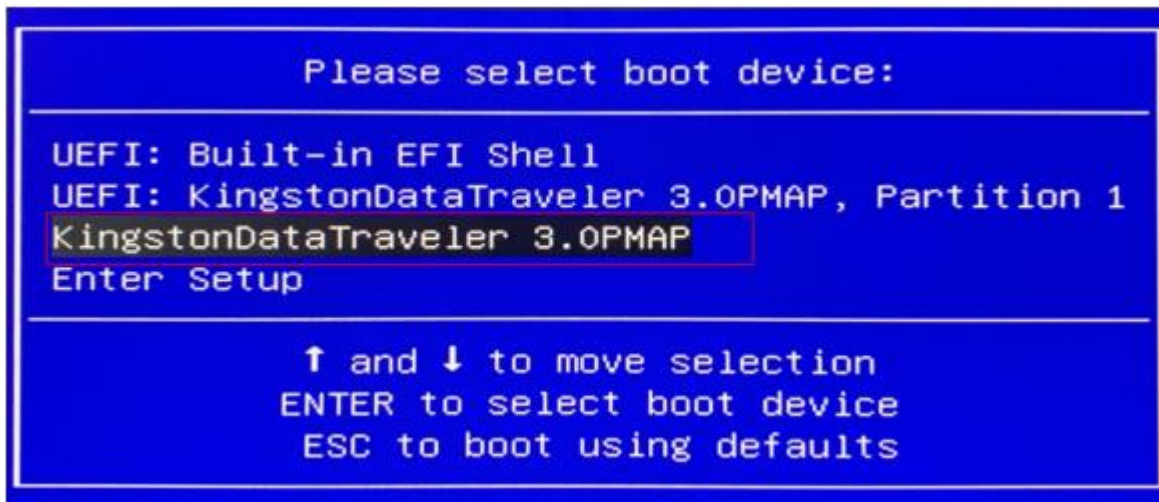 Please select boot device:
UEFI: Built-in EFI Shell
UEFI: KingstonDataTraveler 3.0PMAP, Partition 1
KingstonDataTraveler 3.0PMAP
Enter Setup
↑ and ↓ to move selection
ENTER to select boot device
ESC to boot using defaults